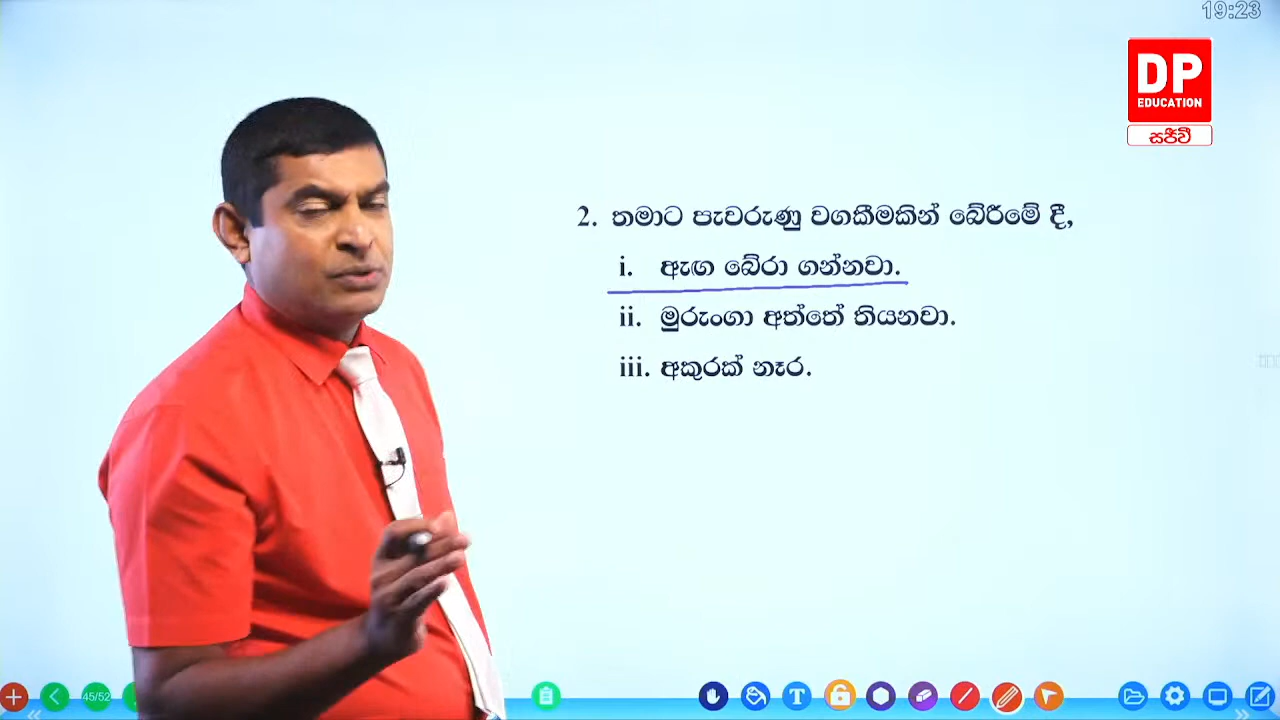 19:23
DP
EDUCATION
සජීවී
2. තමාට පැවරුණු වගකීමකින් බේරීමේ දී,
i. ඇඟ බේරා ගන්නවා.
ii. මුරුංගා අත්තේ තියනවා.
iii. අකුරක් නෑර.
45/52